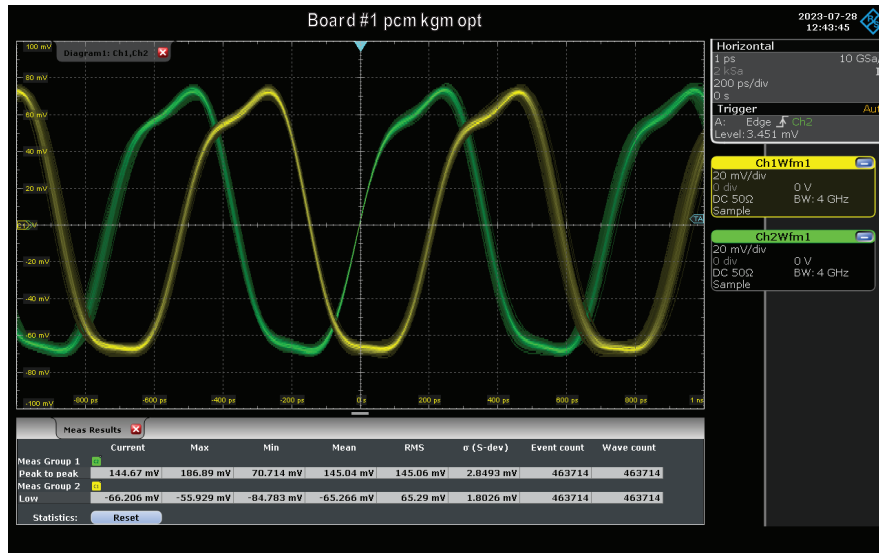 Board #1 pcm kgm opt
2023-07-28
12:43:45
Diagram1: Ch1,Ch2
100 mV
80 mV
60 mV
40 mV
20 mV
-20 mV
-40 mV
-60 mV
-80 mV
-100 mV
-800 ps
-600 ps
-400 ps
-200 ps
0 s
200 ps
400 ps
600 ps
800 ps
1 ns
TA
Horizontal
1 ps 10 GSa/
2 kSa
200 ps/div
0 s
Trigger Aut
A: Edge Ch2
Level: 3.451 mV
Ch1Wfm1
20 mV/div
0 div 0 V
DC 50Ω BW: 4 GHz
Sample
Ch2Wfm1
20 mV/div
0 div 0 V
DC 50Ω BW: 4 GHz
Sample
Meas Results
Current Max Min Mean RMS σ (S-dev) Event count Wave count
Meas Group 1
Peak to peak 144.67 mV 186.89 mV 70.714 mV 145.04 mV 145.06 mV 2.8493 mV 463714 463714
Meas Group 2
Low -66.206 mV -55.929 mV -84.783 mV -65.266 mV 65.29 mV 1.8026 mV 463714 463714
Statistics: Reset